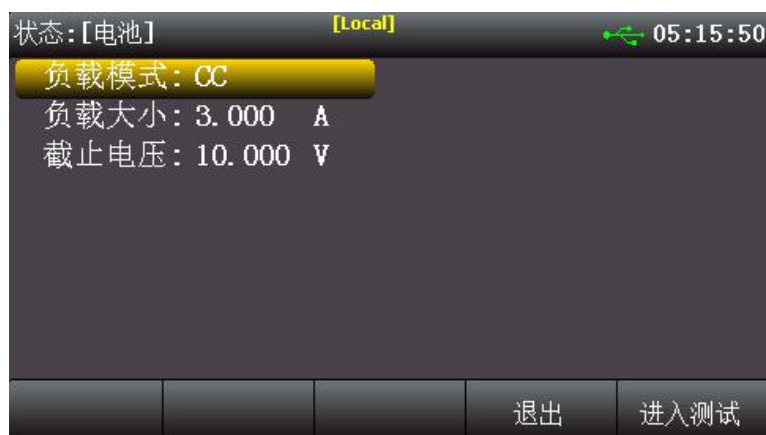 状态:[电池] [Local] 05:15:50
负载模式: CC
负载大小: 3.000 A
截止电压: 10.000 V
退出 进入测试